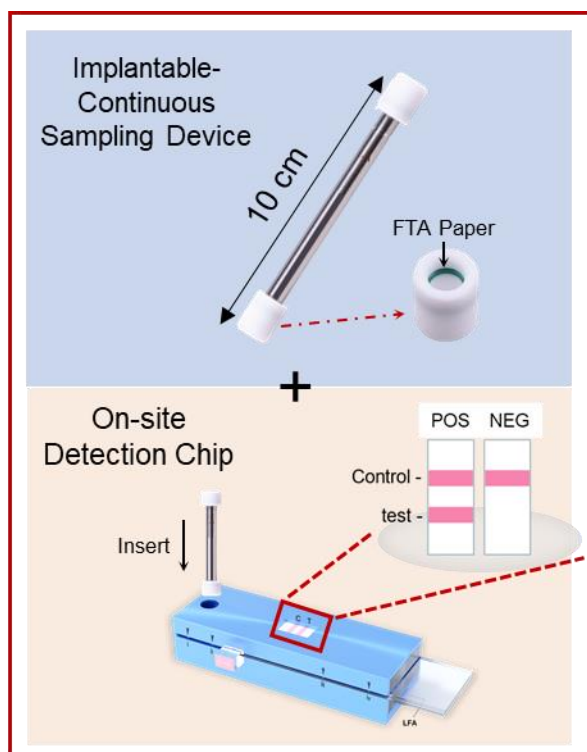 Implantable-
Continuous
Sampling Device
10 cm
FTA Paper
+
On-site
Detection Chip
POS NEG
Control -
test -
Insert
C T
LFA